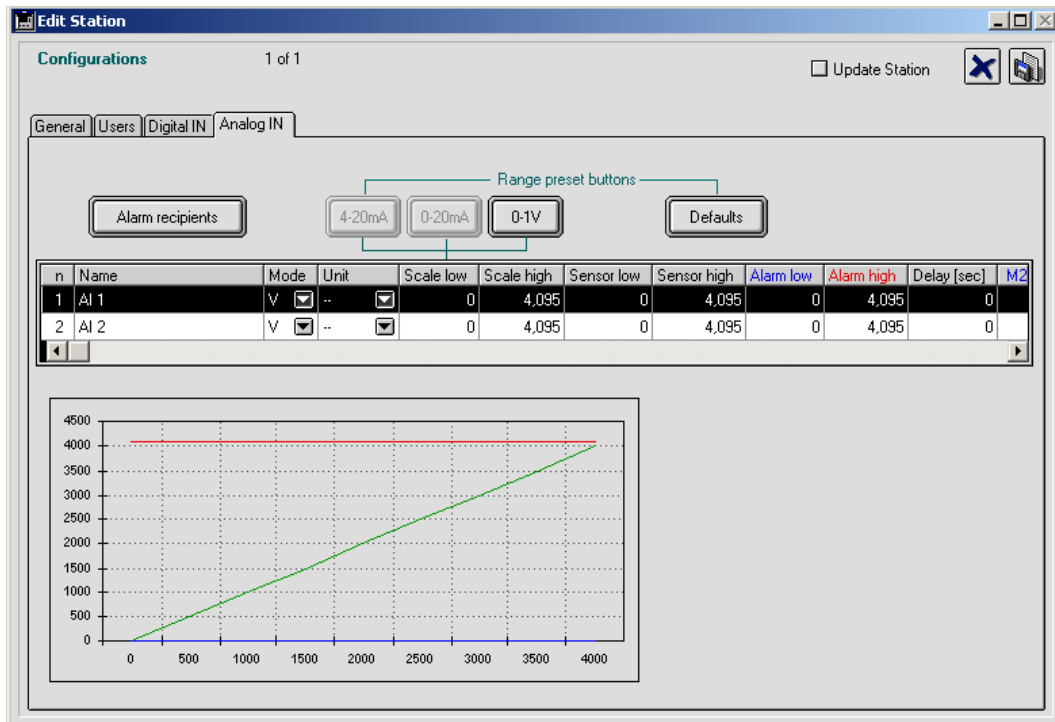 Edit Station
Configurations 1 of 1
Update Station
General Users Digital IN Analog IN
Range preset buttons
Alarm recipients 4-20mA 0-20mA 0-1V Defaults
n Name Mode Unit Scale low Scale high Sensor low Sensor high Alarm low Alarm high Delay [sec] M2
1 AI 1 V -- 0 4,095 0 4,095 0 4,095 0
2 AI 2 V -- 0 4,095 0 4,095 0 4,095 0
4500
4000
3500
3000
2500
2000
1500
1000
500
0
0 500 1000 1500 2000 2500 3000 3500 4000